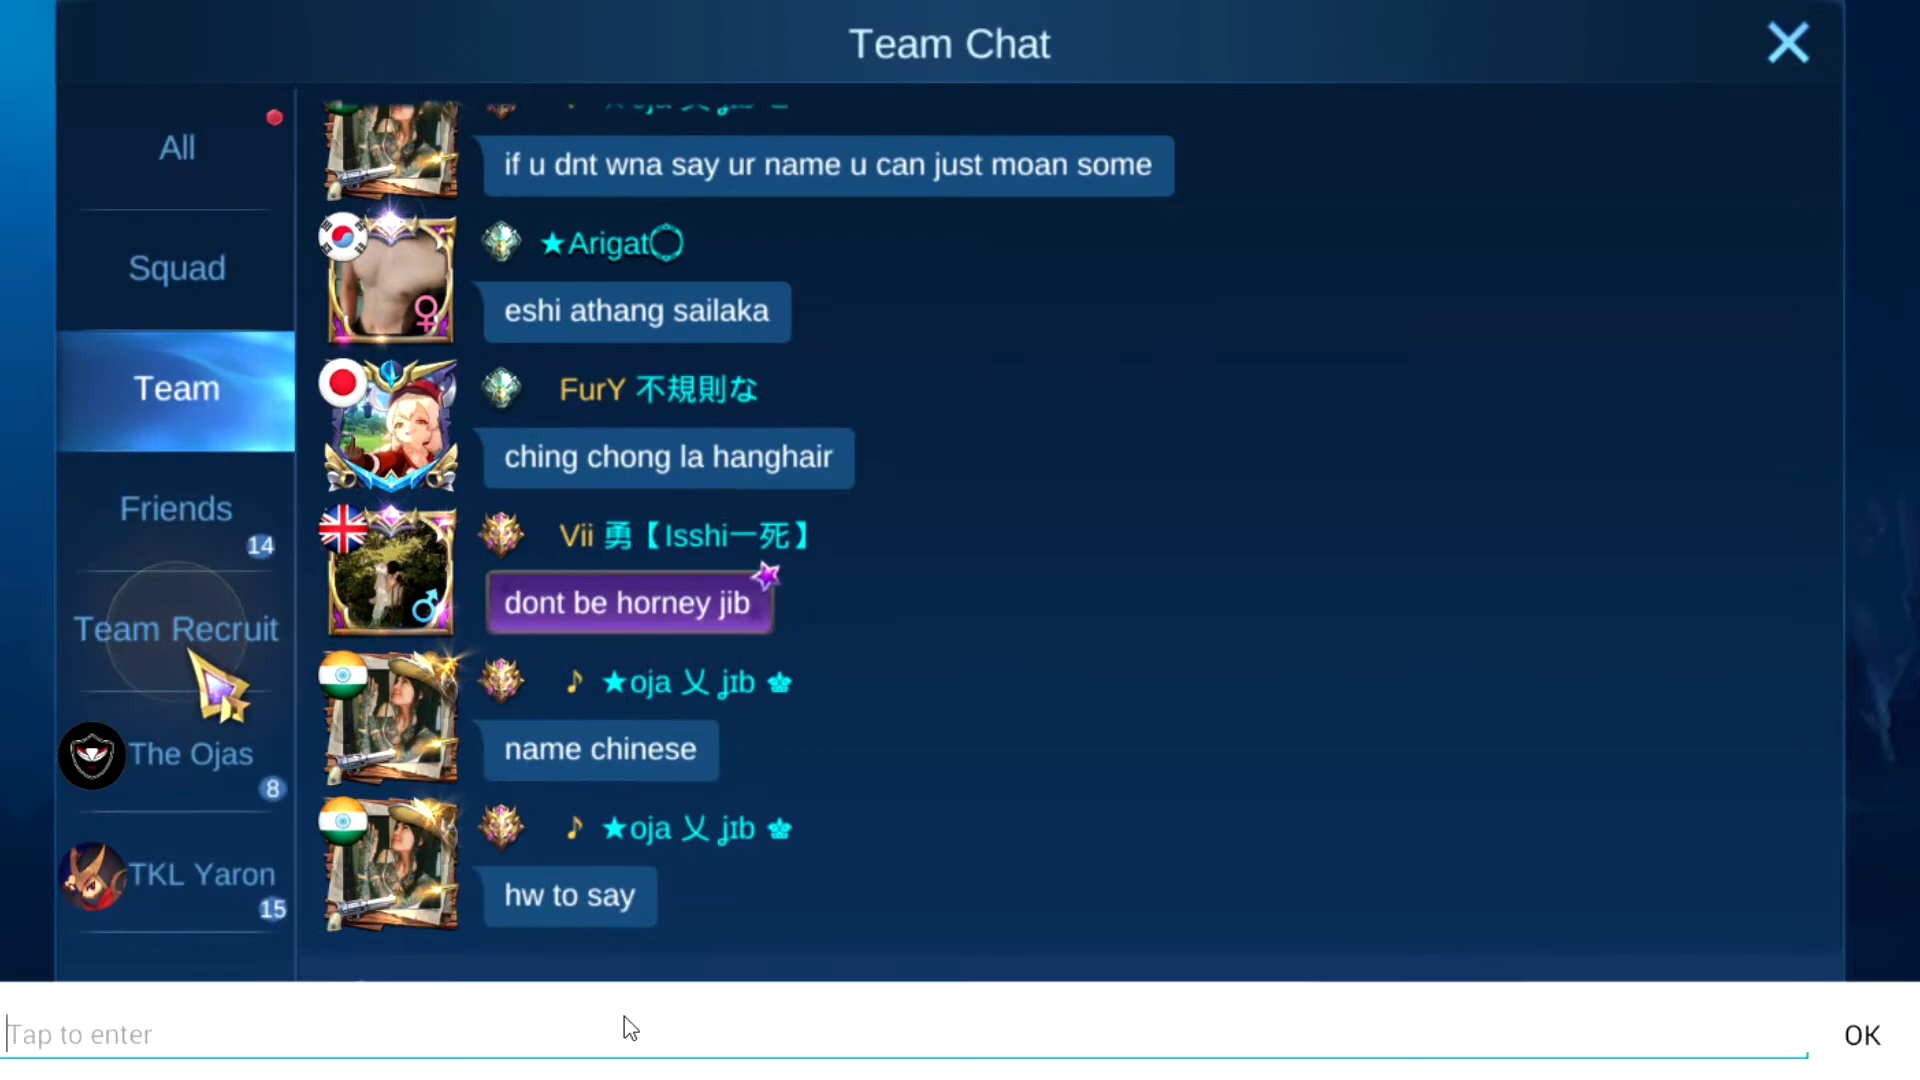 Team Chat
All
Squad
Team
Friends
14
Team Recruit
The Ojas
8
TKL Yaron
15
if u dnt wna say ur name u can just moan some
★Arigat◯
eshi athang sailaka
FurY 不規則な
ching chong la hanghair
Vii 勇【Isshi一死】
dont be horney jib
♪ ★oja 乂 ʝɪb
name chinese
♪ ★oja 乂 ʝɪb
hw to say
Tap to enter
OK